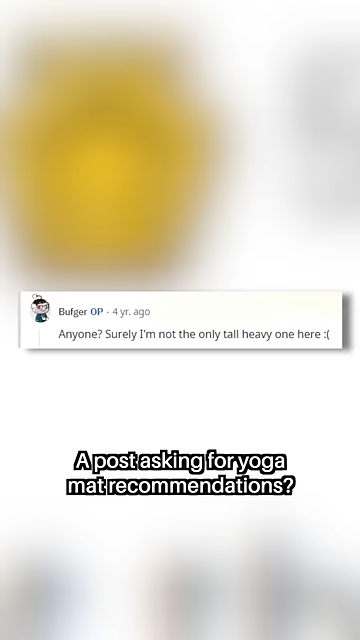 Bufger OP · 4 yr. ago
Anyone? Surely I'm not the only tall heavy one here :(
A post asking for yoga
mat recommendations?